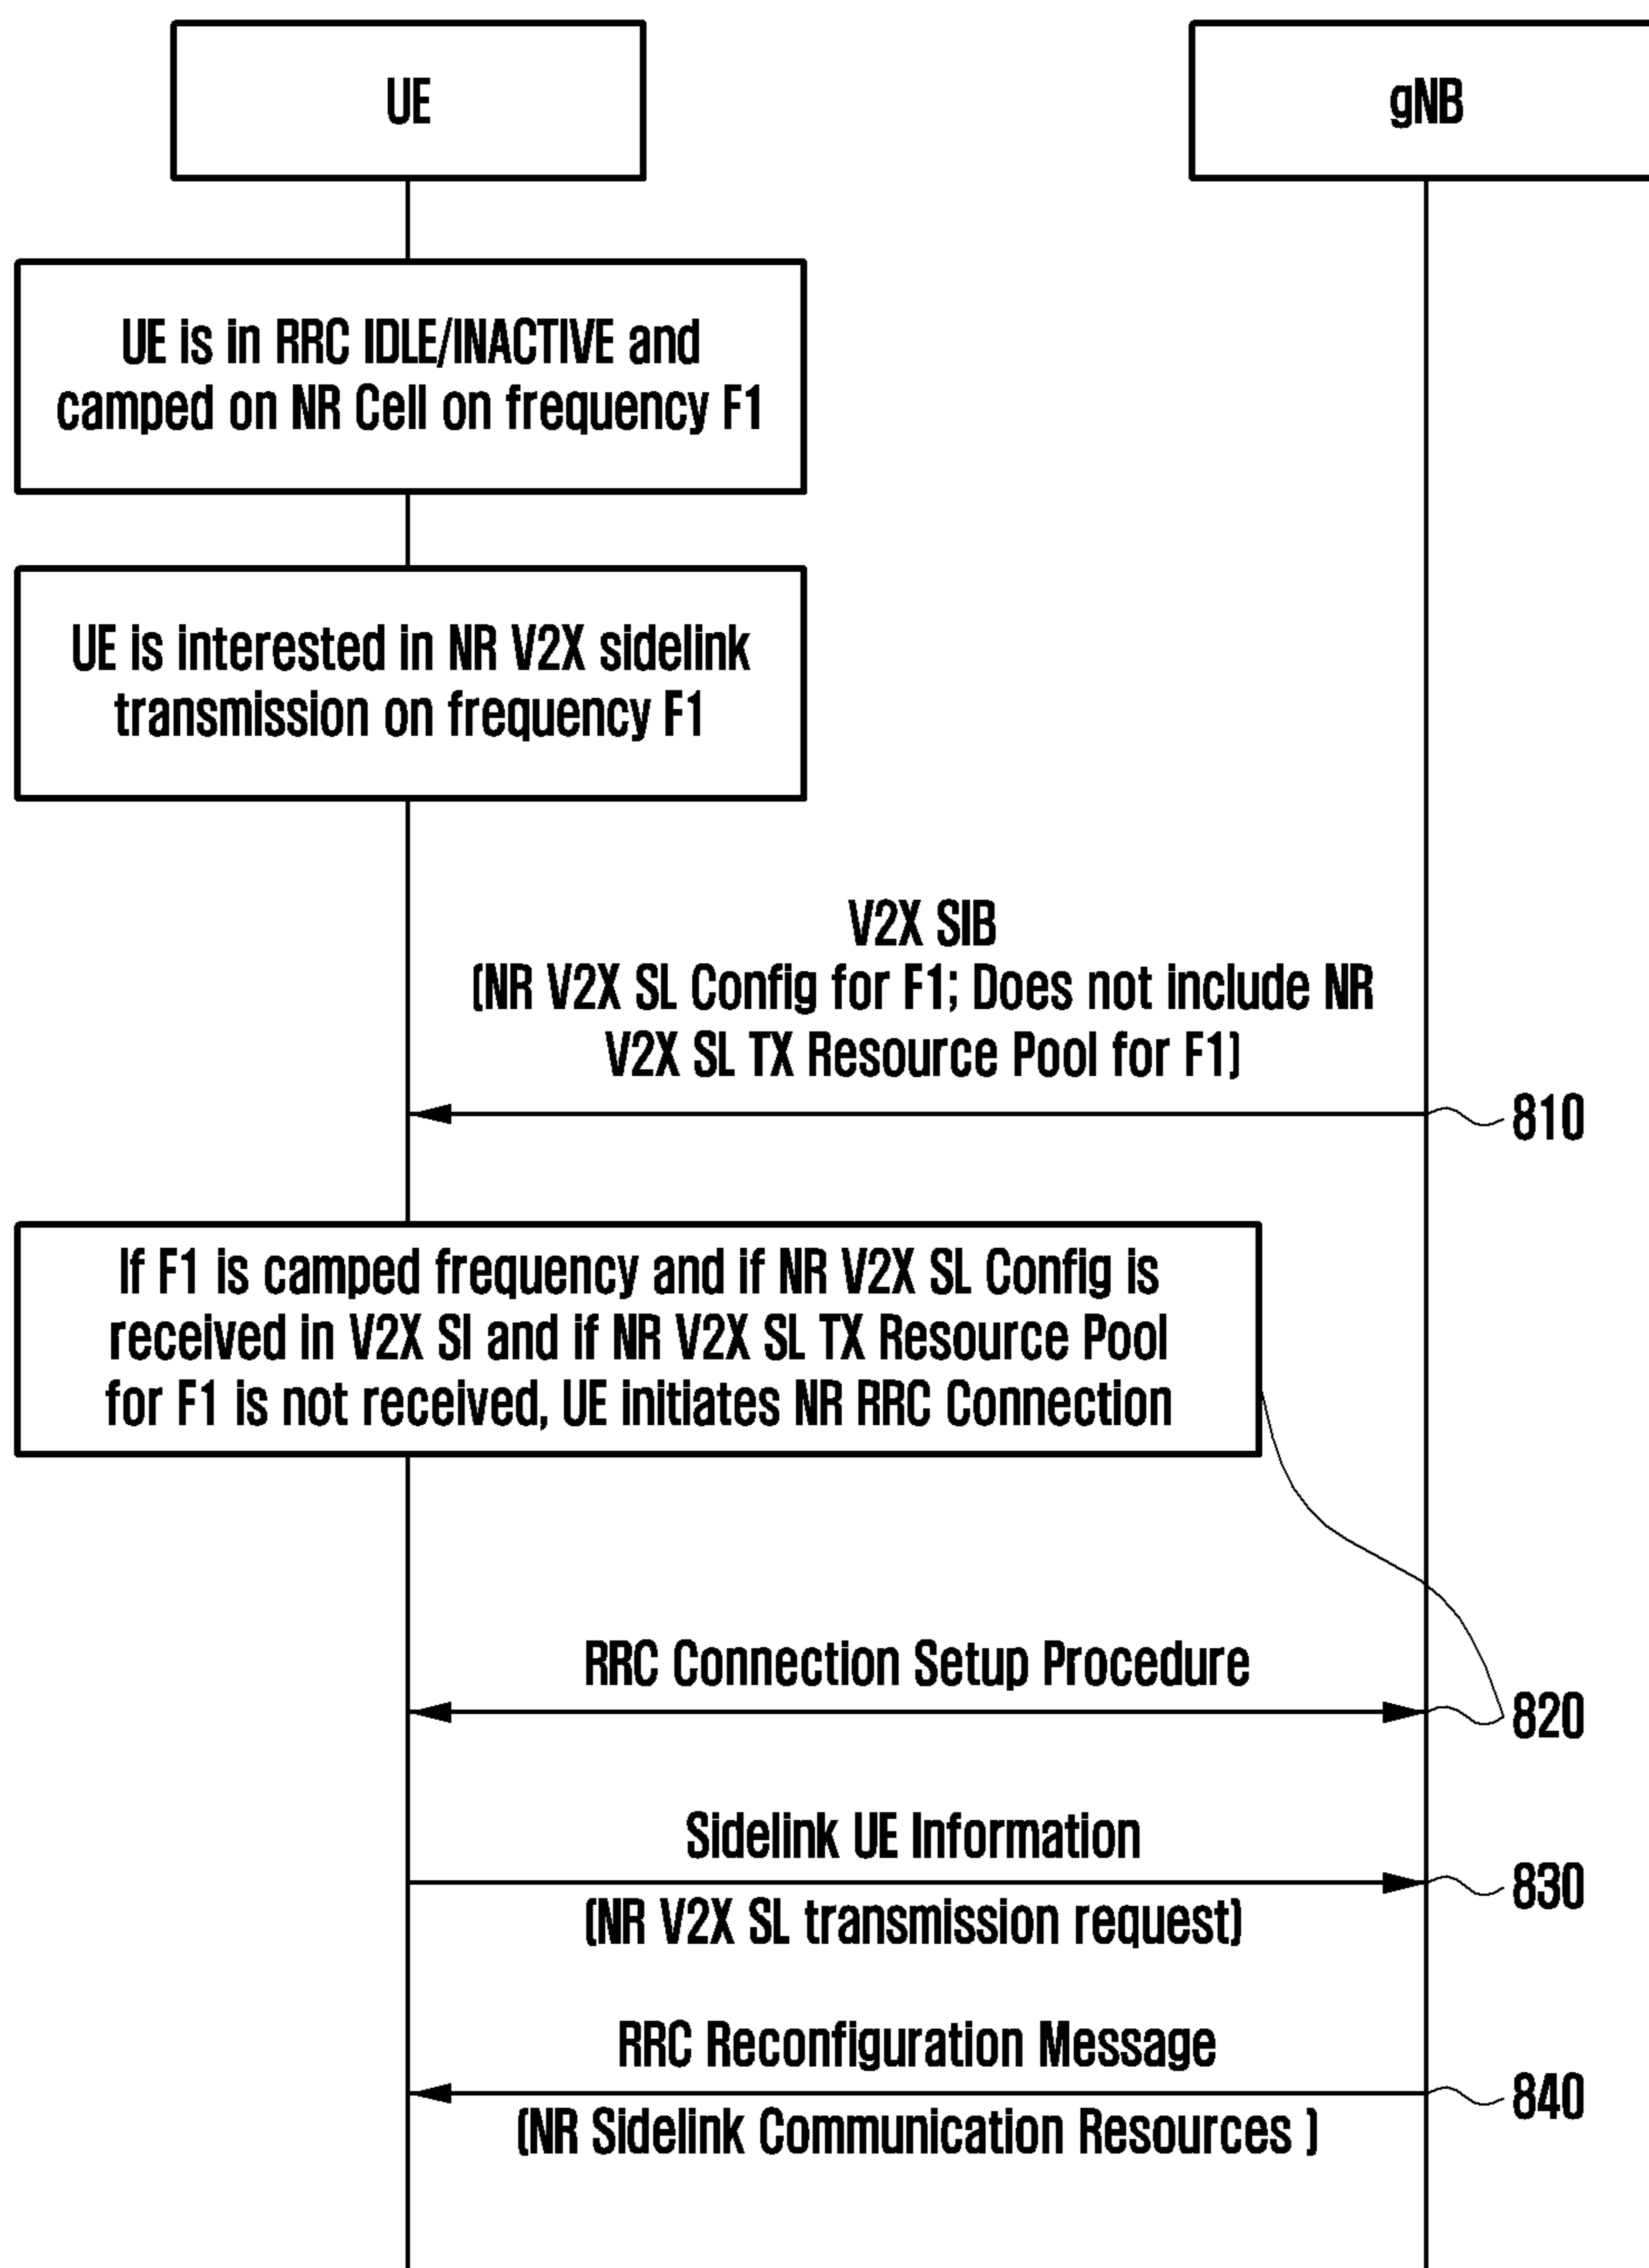 UE
gNB
UE is in RRC IDLE/INACTIVE and
camped on NR Cell on frequency F1
UE is interested in NR V2X sidelink
transmission on frequency F1
V2X SIB
(NR V2X SL Config for F1; Does not include NR
V2X SL TX Resource Pool for F1)
810
If F1 is camped frequency and if NR V2X SL Config is
received in V2X SI and if NR V2X SL TX Resource Pool
for F1 is not received, UE initiates NR RRC Connection
RRC Connection Setup Procedure
820
Sidelink UE Information
830
(NR V2X SL transmission request)
RRC Reconfiguration Message
840
(NR Sidelink Communication Resources )